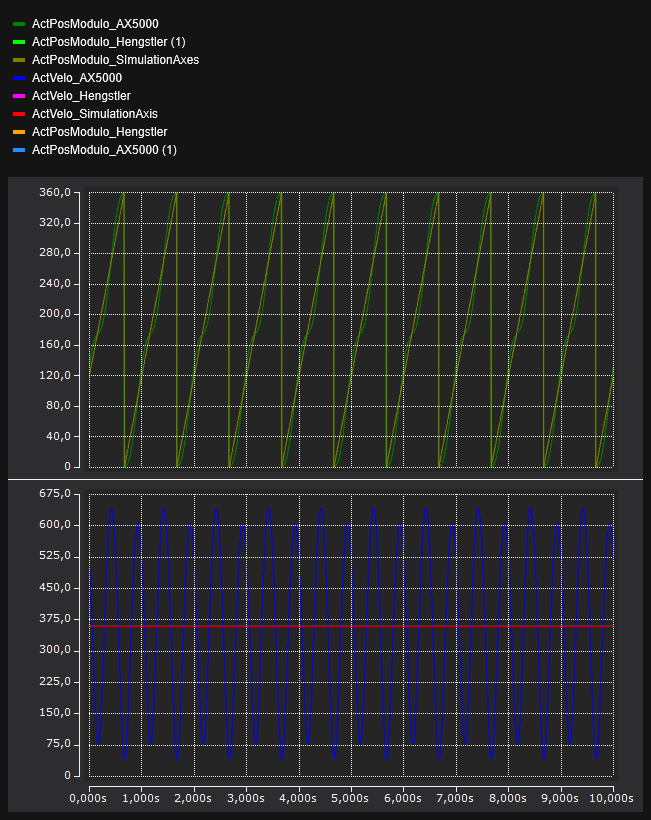 ActPosModulo_AX5000
ActPosModulo_Hengstler (1)
ActPosModulo_SImulationAxes
ActVelo_AX5000
ActVelo_Hengstler
ActVelo_SimulationAxis
ActPosModulo_Hengstler
ActPosModulo_AX5000 (1)
360,0
320,0
280,0
240,0
200,0
160,0
120,0
80,0
40,0
0
675,0
600,0
525,0
450,0
375,0
300,0
225,0
150,0
75,0
0
0,000s 1,000s 2,000s 3,000s 4,000s 5,000s 6,000s 7,000s 8,000s 9,000s 10,000s